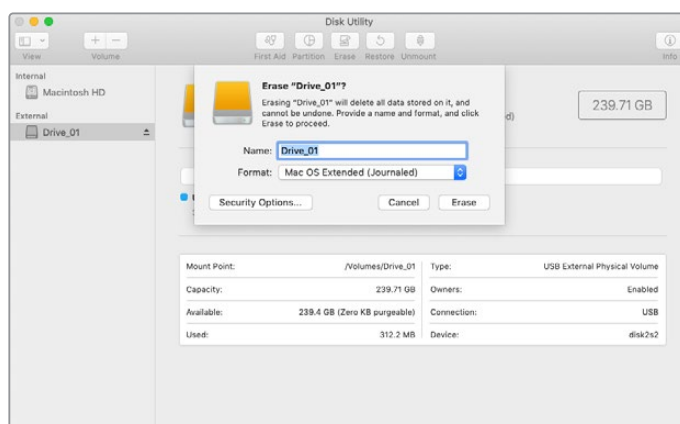 Disk Utility
View
Volume
First Aid
Partition
Erase
Restore
Unmount
Info
Internal
Macintosh HD
External
Drive_01
Erase “Drive_01”?
Erasing “Drive_01” will delete all data stored on it, and
cannot be undone. Provide a name and format, and click
Erase to proceed.
Name: Drive_01
Format: Mac OS Extended (Journaled)
Security Options...
Cancel
Erase
239.71 GB
Mount Point: /Volumes/Drive_01
Type: USB External Physical Volume
Capacity: 239.71 GB
Owners: Enabled
Available: 239.4 GB (Zero KB purgeable)
Connection: USB
Used: 312.2 MB
Device: disk2s2